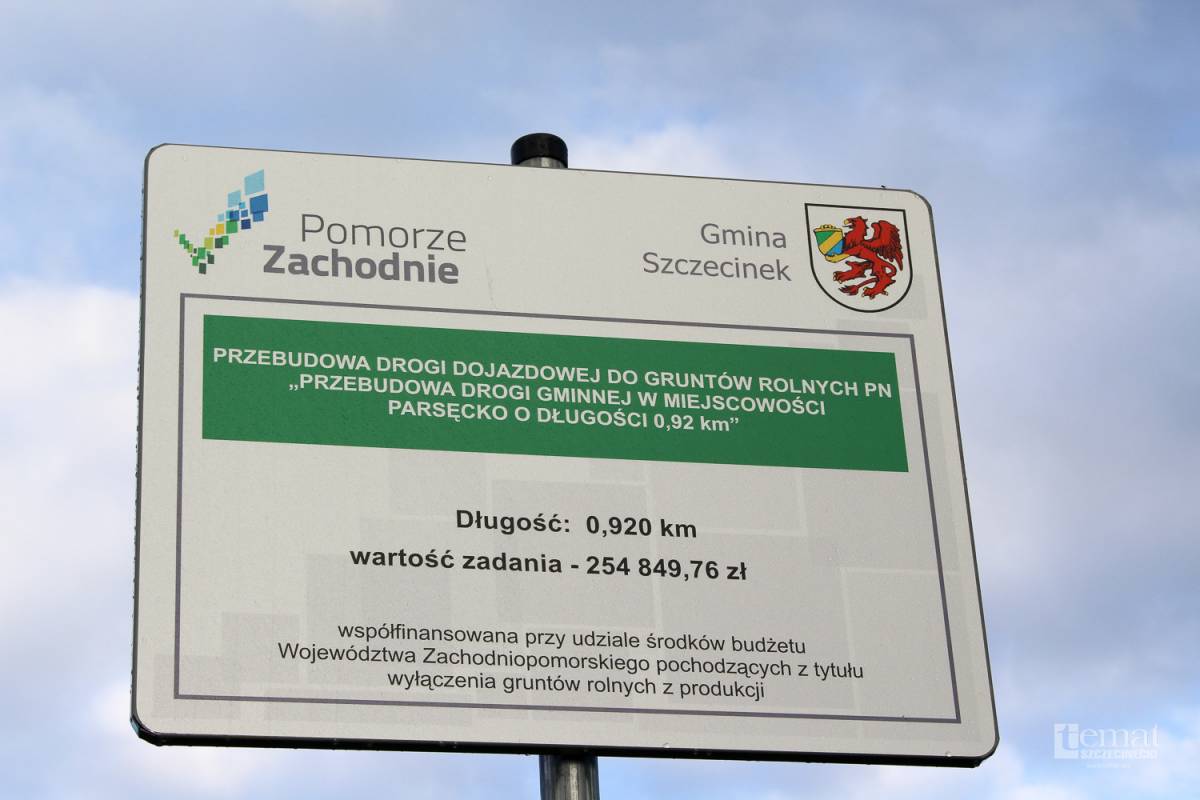 Pomorze
Zachodnie
Gmina
Szczecinek
PRZEBUDOWA DROGI DOJAZDOWEJ DO GRUNTÓW ROLNYCH PN
„PRZEBUDOWA DROGI GMINNEJ W MIEJSCOWOŚCI
PARSĘCKO O DŁUGOŚCI 0,92 km”
Długość: 0,920 km
wartość zadania - 254 849,76 zł
współfinansowana przy udziale środków budżetu
Województwa Zachodniopomorskiego pochodzących z tytułu
wyłączenia gruntów rolnych z produkcji
temat
SZCZECINECKI